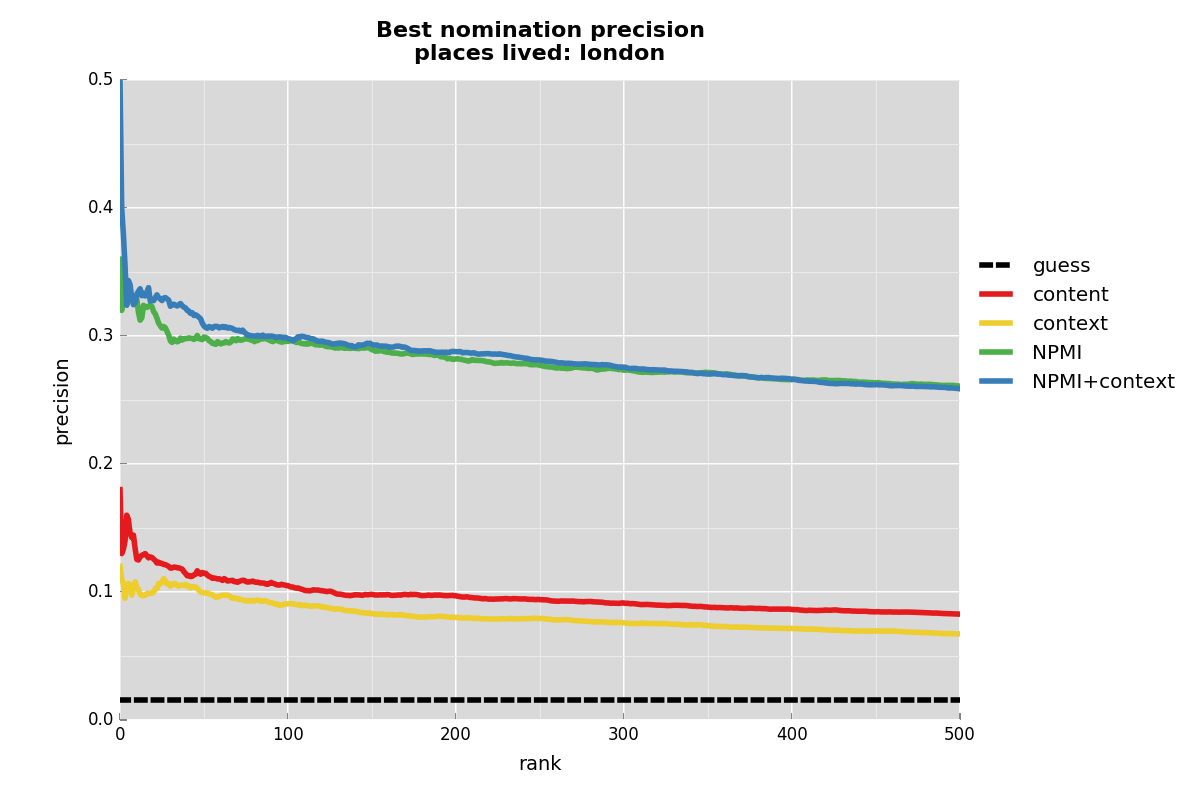 Best nomination precision
places lived: london
0.5
0.4
0.3
0.2
0.1
0.0
precision
0
100
200
300
400
500
rank
guess
content
context
NPMI
NPMI+context